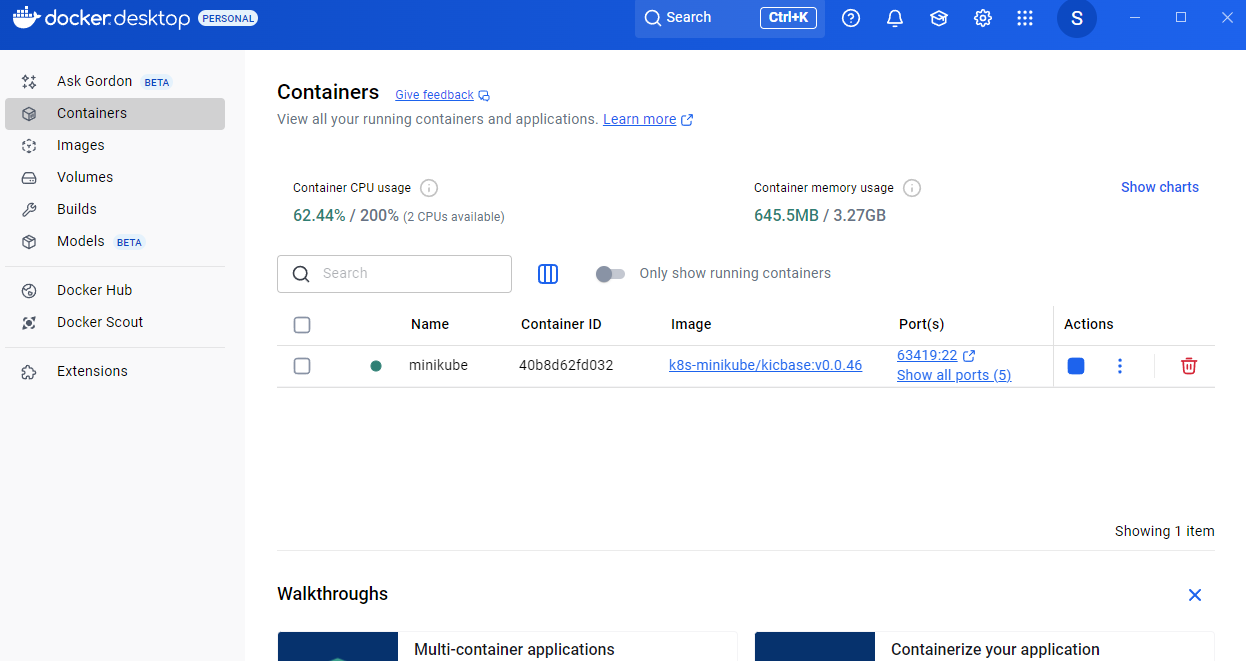 docker.desktop PERSONAL
Search Ctrl+K
S
Ask Gordon BETA
Containers
Images
Volumes
Builds
Models BETA
Docker Hub
Docker Scout
Extensions
Containers Give feedback
View all your running containers and applications. Learn more
Container CPU usage
62.44% / 200% (2 CPUs available)
Container memory usage
645.5MB / 3.27GB
Show charts
Search
Only show running containers
Name Container ID Image Port(s) Actions
minikube 40b8d62fd032 k8s-minikube/kicbase:v0.0.46 63419:22
Show all ports (5)
Showing 1 item
Walkthroughs
Multi-container applications
Containerize your application